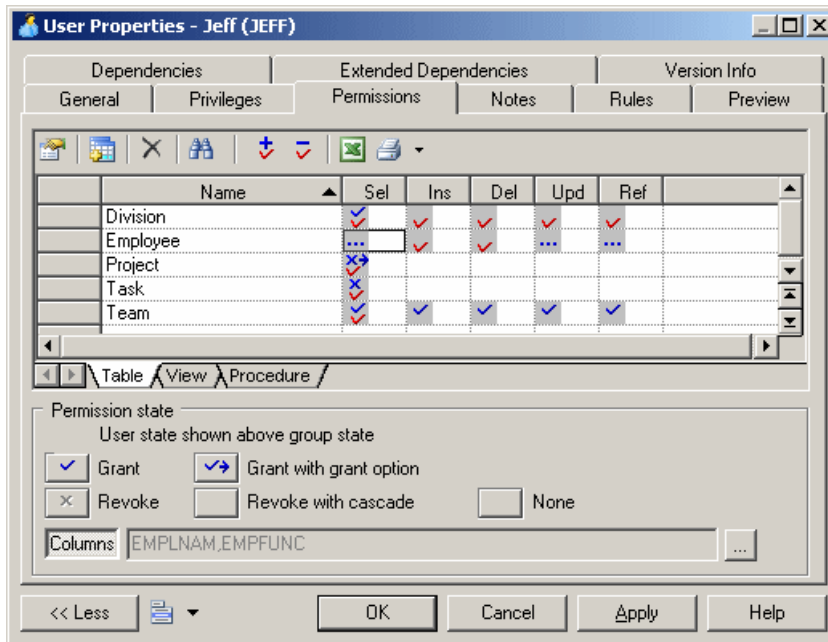 User Properties - Jeff (JEFF)
Dependencies Extended Dependencies Version Info
General Privileges Permissions Notes Rules Preview
Name Sel Ins Del Upd Ref
Division
Employee ... ... ...
Project
Task
Team
Table View Procedure
Permission state
User state shown above group state
Grant Grant with grant option
Revoke Revoke with cascade None
Columns EMPLNAM,EMPFUNC ...
<< Less OK Cancel Apply Help